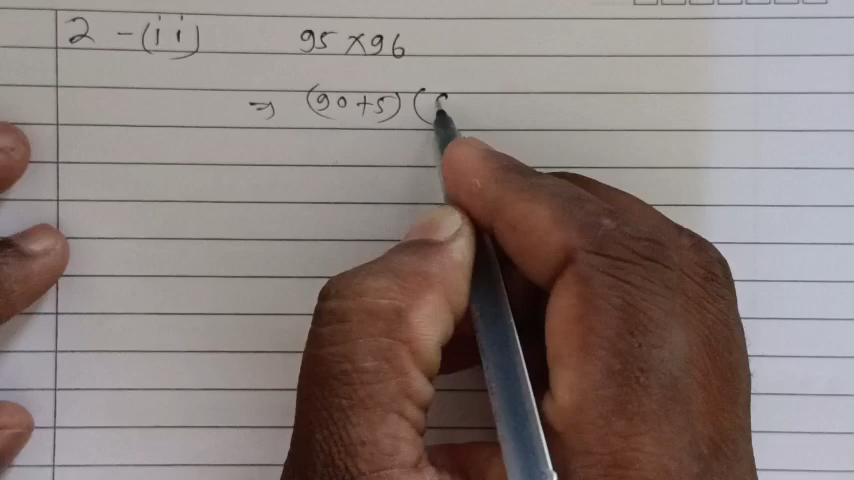 2 - (ii) 95 × 96
⇒ (90+5) (